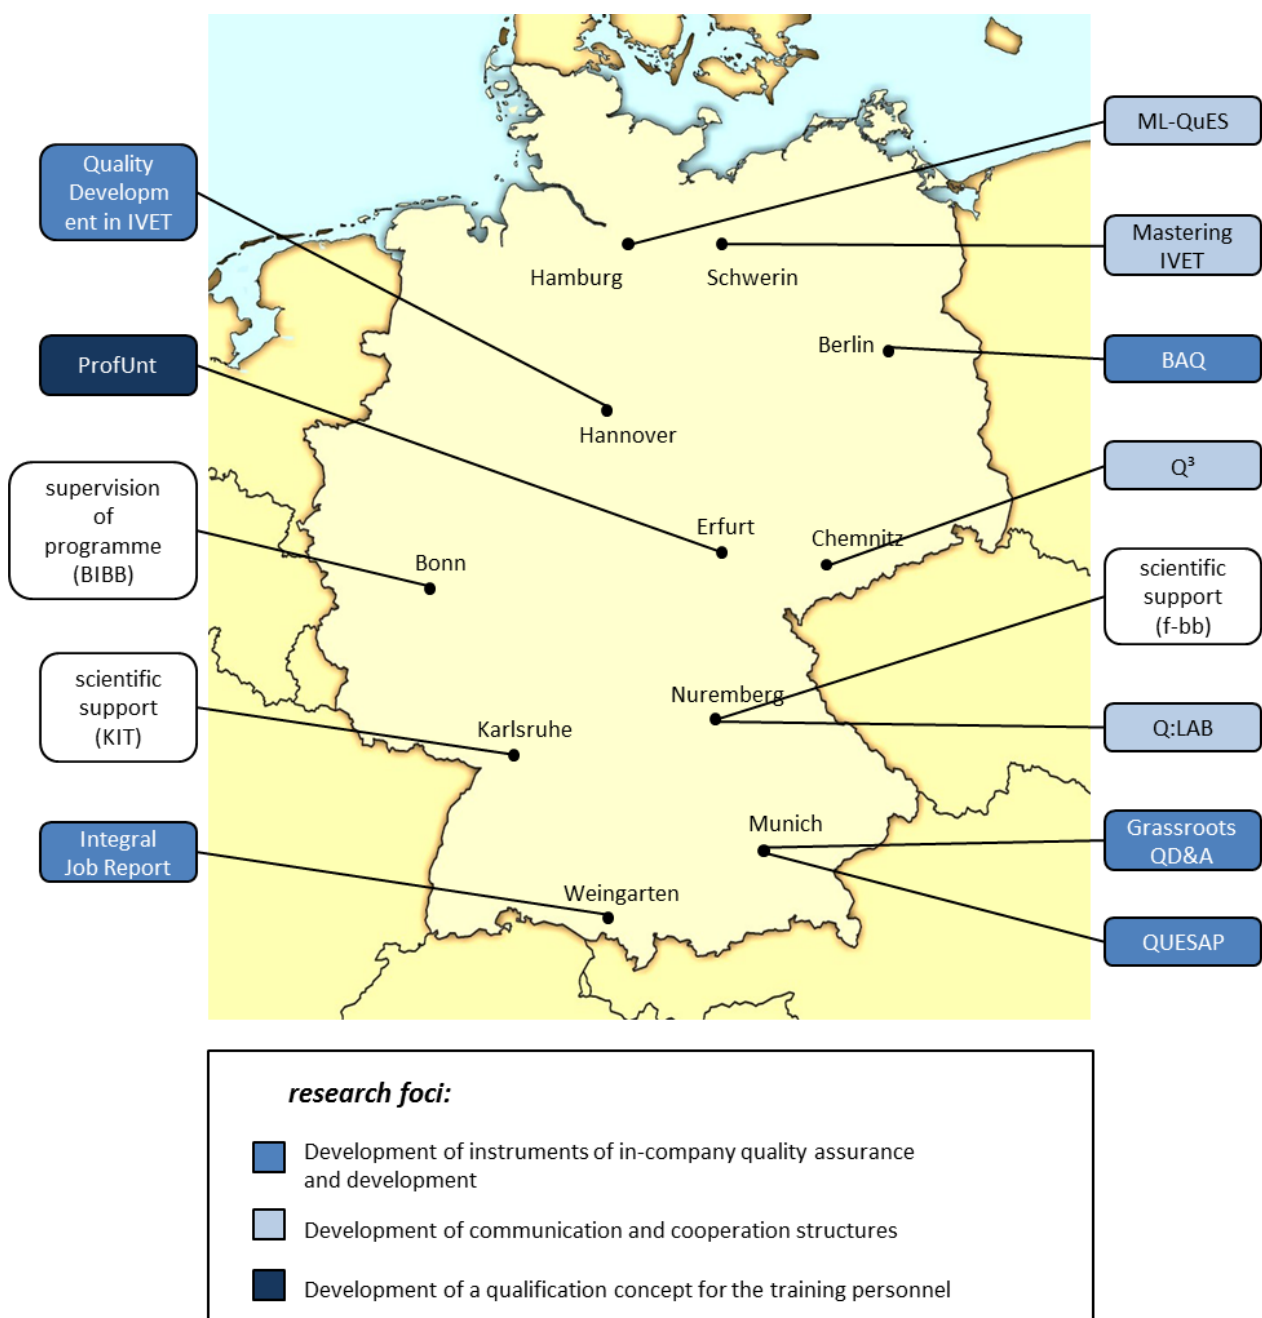 ML-QuES
Quality
Developm
ent in IVET
Mastering
IVET
Hamburg
Schwerin
ProfUnt
Berlin
BAQ
Hannover
Q³
supervision
of
programme
(BIBB)
Erfurt
Chemnitz
Bonn
scientific
support
(f-bb)
scientific
support
(KIT)
Nuremberg
Karlsruhe
Q:LAB
Integral
Job Report
Munich
Grassroots
QD&A
Weingarten
QUESAP
research foci:
Development of instruments of in-company quality assurance
and development
Development of communication and cooperation structures
Development of a qualification concept for the training personnel